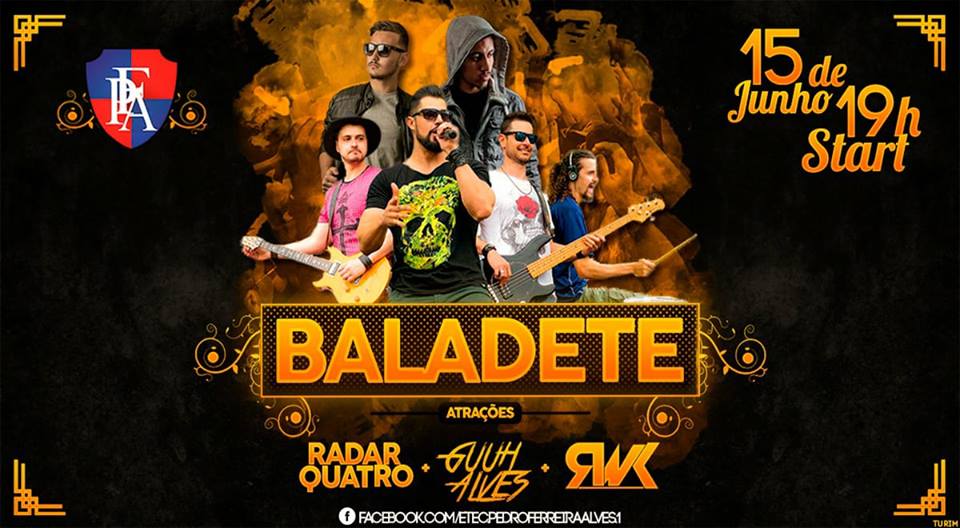 PFA
15 de
Junho 19h
Start
BALADETE
ATRAÇÕES
RADAR
QUATRO
+
GUUH
ALVES
+
RWK
FACEBOOK.COM/ETECPEDROFERREIRAALVES.1
TURIM